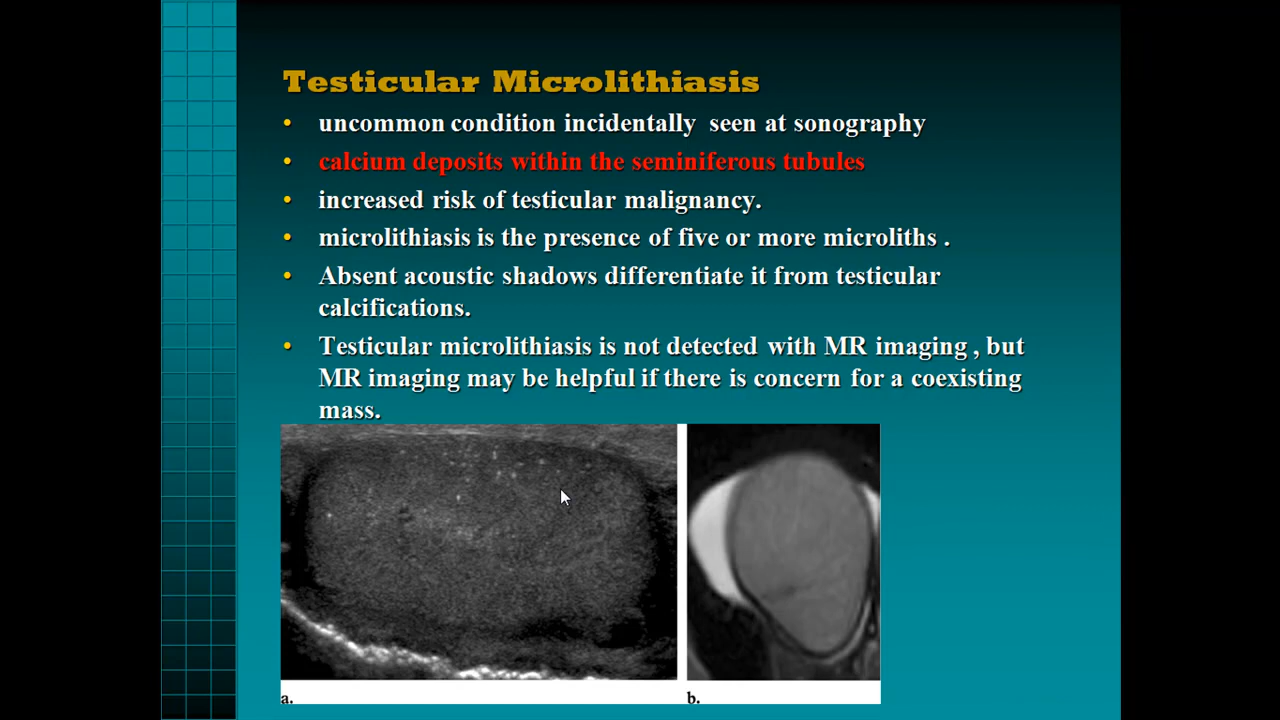 Testicular Microlithiasis
• uncommon condition incidentally seen at sonography
• calcium deposits within the seminiferous tubules
• increased risk of testicular malignancy.
• microlithiasis is the presence of five or more microliths .
• Absent acoustic shadows differentiate it from testicular
calcifications.
• Testicular microlithiasis is not detected with MR imaging , but
MR imaging may be helpful if there is concern for a coexisting
mass.
a. b.